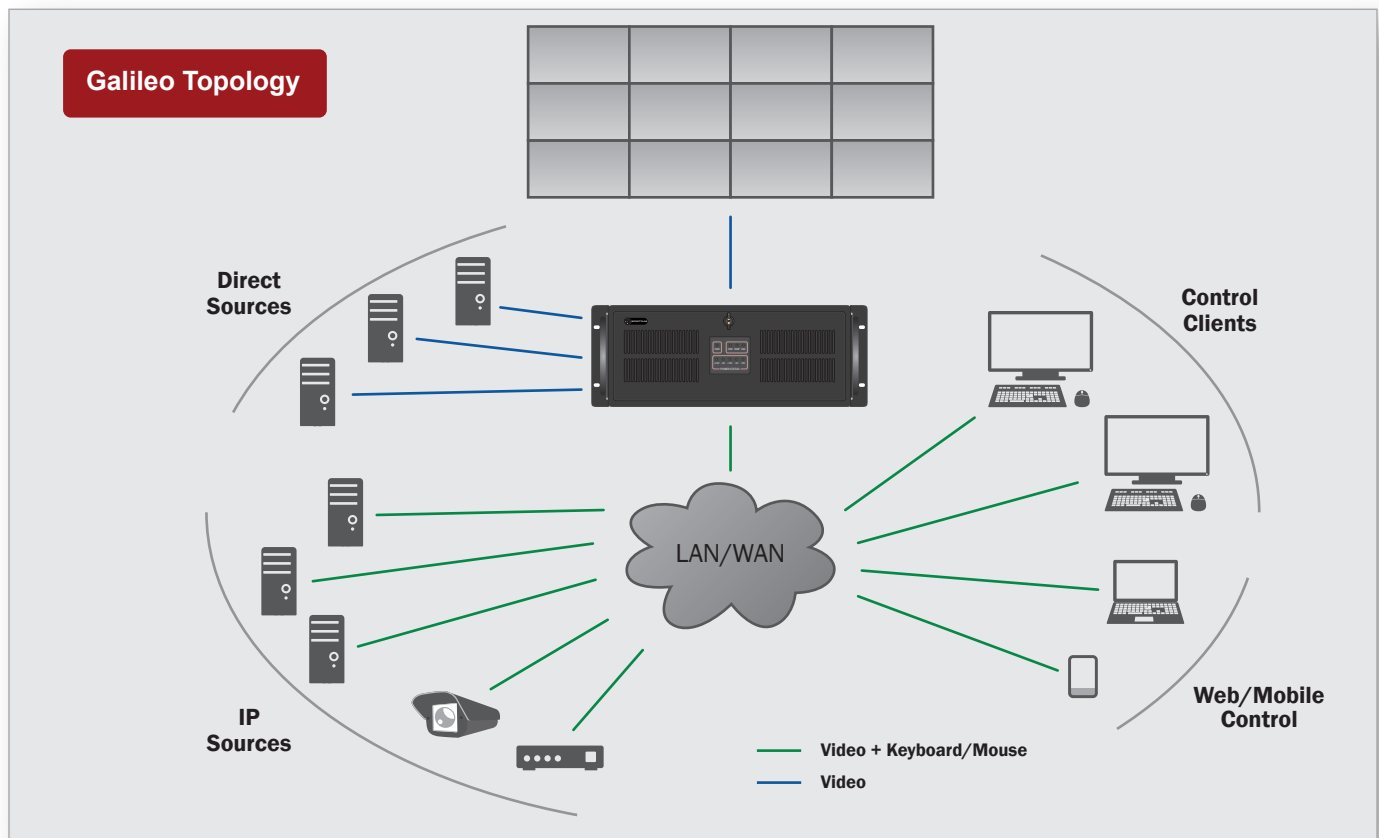 Galileo Topology
Direct
Sources
Control
Clients
LAN/WAN
IP
Sources
Web/Mobile
Control
Video + Keyboard/Mouse
Video